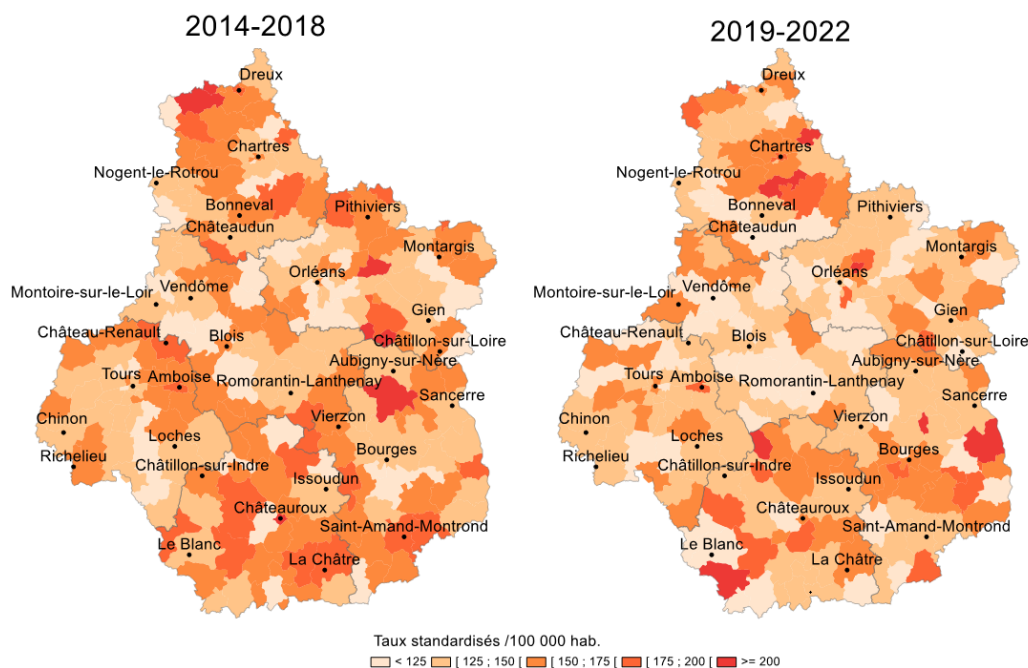 2014-2018
Dreux
Chartres
Nogent-le-Rotrou
Bonneval
Pithiviers
Châteaudun
Montargis
Orléans
Montoire-sur-le-Loir
Vendôme
Gien
Château-Renault
Blois
Châtillon-sur-Loire
Aubigny-sur-Nère
Tours
Amboise
Romorantin-Lanthenay
Sancerre
Chinon
Vierzon
Loches
Bourges
Richelieu
Châtillon-sur-Indre
Issoudun
Châteauroux
Saint-Amand-Montrond
Le Blanc
La Châtre
2019-2022
Dreux
Chartres
Nogent-le-Rotrou
Bonneval
Pithiviers
Châteaudun
Montargis
Orléans
Montoire-sur-le-Loir
Vendôme
Gien
Château-Renault
Blois
Châtillon-sur-Loire
Aubigny-sur-Nère
Tours
Amboise
Romorantin-Lanthenay
Sancerre
Chinon
Vierzon
Loches
Bourges
Richelieu
Châtillon-sur-Indre
Issoudun
Châteauroux
Saint-Amand-Montrond
Le Blanc
La Châtre
Taux standardisés /100 000 hab.
< 125 [ 125 ; 150 [ [ 150 ; 175 [ [ 175 ; 200 [ >= 200